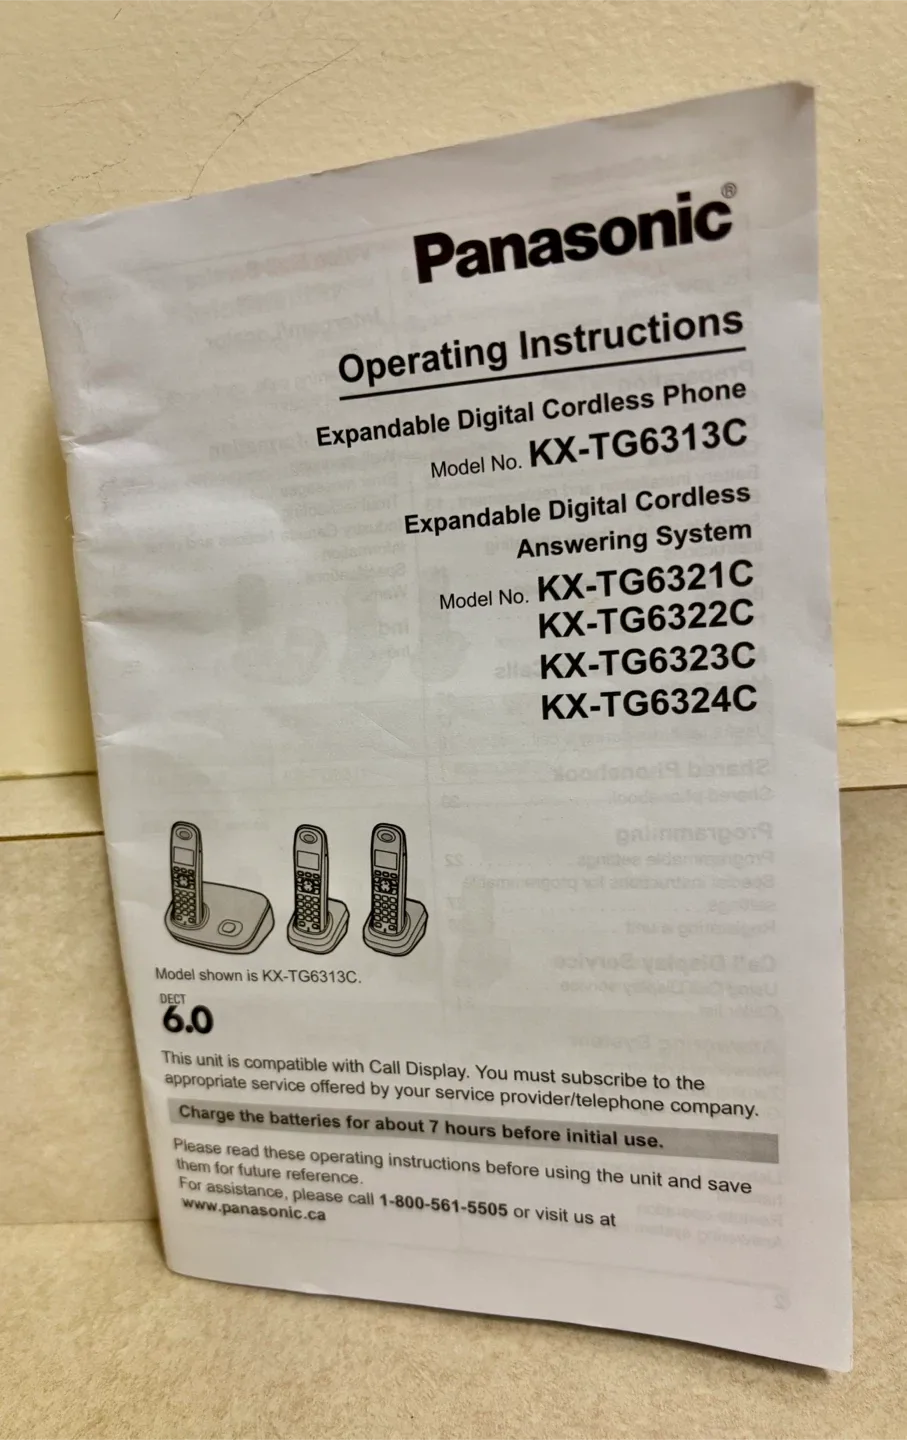 Panasonic®
Operating Instructions
Expandable Digital Cordless Phone
Model No. KX-TG6313C
Expandable Digital Cordless
Answering System
Model No. KX-TG6321C
KX-TG6322C
KX-TG6323C
KX-TG6324C
Model shown is KX-TG6313C.
DECT
6.0
This unit is compatible with Call Display. You must subscribe to the
appropriate service offered by your service provider/telephone company.
Charge the batteries for about 7 hours before initial use.
Please read these operating instructions before using the unit and save
them for future reference.
For assistance, please call 1-800-561-5505 or visit us at
www.panasonic.ca